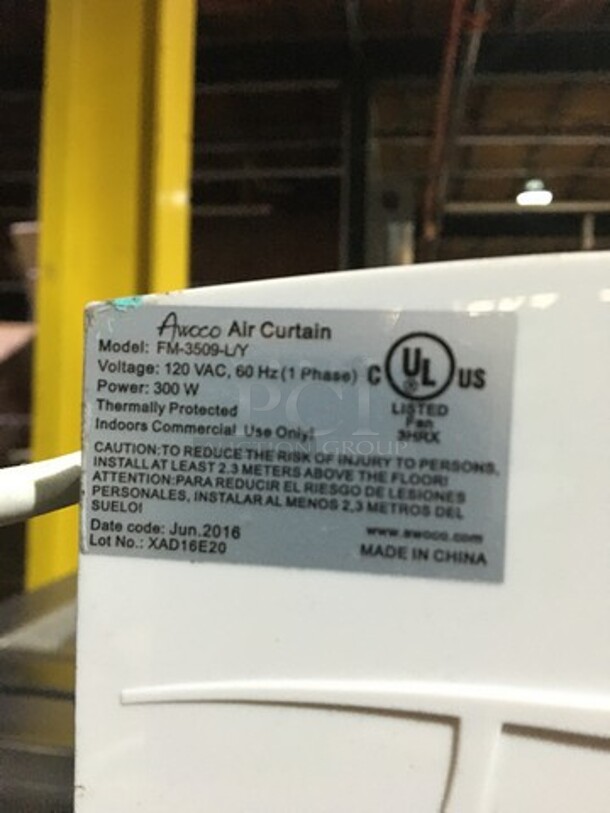 Awoco Air Curtain
Model: FM-3509-L/Y
Voltage: 120 VAC, 60 Hz (1 Phase)
Power: 300 W
Thermally Protected
Indoors Commercial Use Only!
C UL ® US
LISTED
Fan
3HRX
CAUTION: TO REDUCE THE RISK OF INJURY TO PERSONS,
INSTALL AT LEAST 2.3 METERS ABOVE THE FLOOR!
ATTENTION: PARA REDUCIR EL RIESGO DE LESIONES
PERSONALES, INSTALAR AL MENOS 2,3 METROS DEL
SUELO!
Date code: Jun.2016
Lot No.: XAD16E20
www.awoco.com
MADE IN CHINA
PCI
AUCTION GROUP